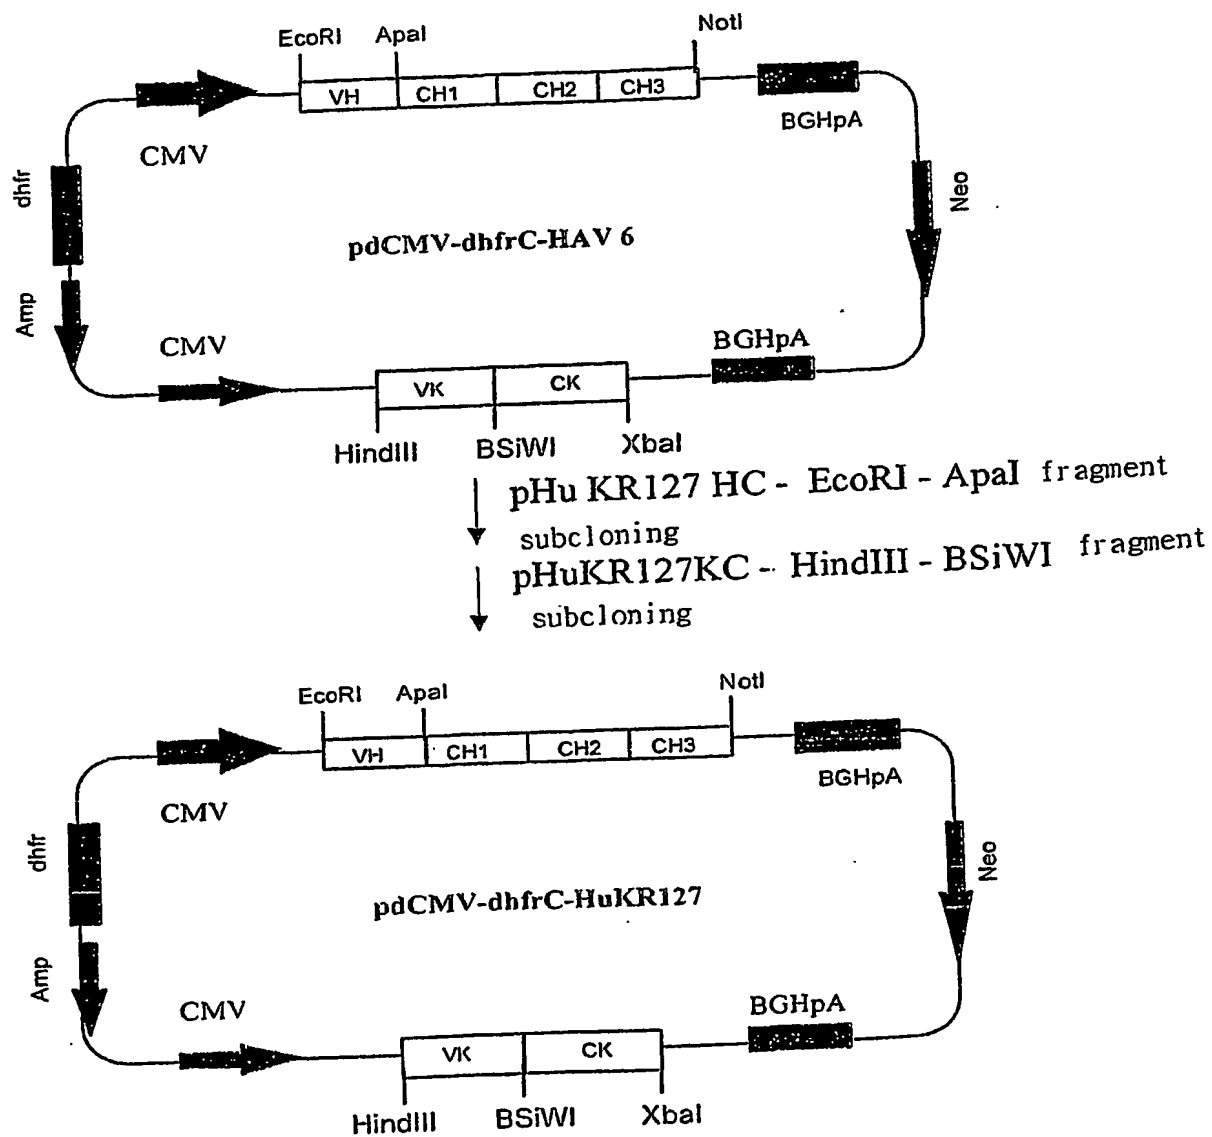 EcoRI ApaI NotI
VH CH1 CH2 CH3
BGHpA
CMV
dhfr
Neo
pdCMV-dhfrC-HAV 6
Amp
CMV
BGHpA
VK CK
HindIII BSiWI XbaI
pHu KR127 HC - EcoRI - ApaI fragment
subcloning
pHuKR127KC - HindIII - BSiWI fragment
subcloning
EcoRI ApaI NotI
VH CH1 CH2 CH3
BGHpA
CMV
dhfr
Neo
pdCMV-dhfrC-HuKR127
Amp
CMV
BGHpA
VK CK
HindIII BSiWI XbaI